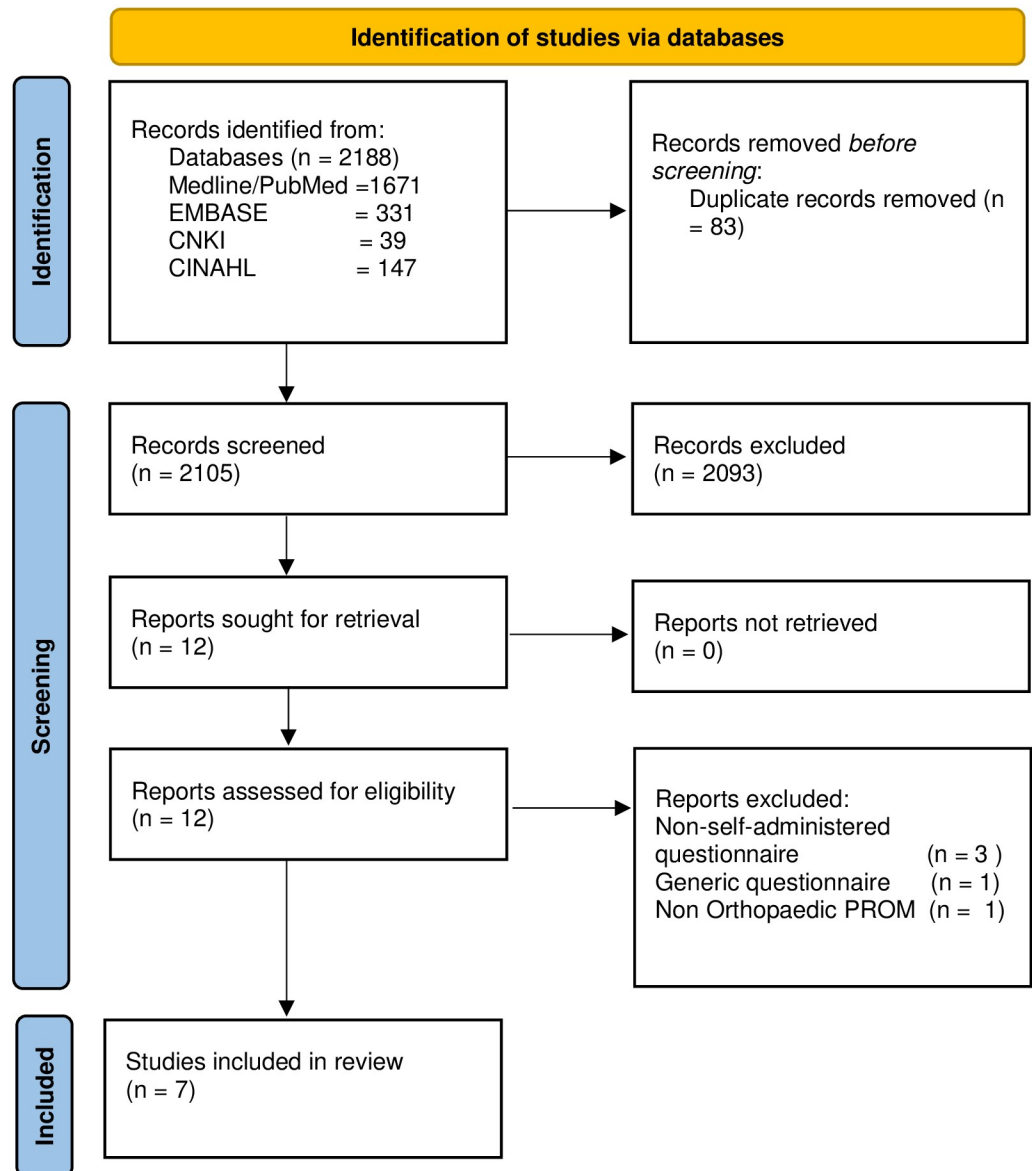 Identification of studies via databases
Identification
Records identified from:
Databases (n = 2188)
Medline/PubMed =1671
EMBASE = 331
CNKI = 39
CINAHL = 147
Records removed before
screening:
Duplicate records removed (n
= 83)
Screening
Records screened
(n = 2105)
Records excluded
(n = 2093)
Reports sought for retrieval
(n = 12)
Reports not retrieved
(n = 0)
Reports assessed for eligibility
(n = 12)
Reports excluded:
Non-self-administered
questionnaire (n = 3 )
Generic questionnaire (n = 1)
Non Orthopaedic PROM (n = 1)
Included
Studies included in review
(n = 7)